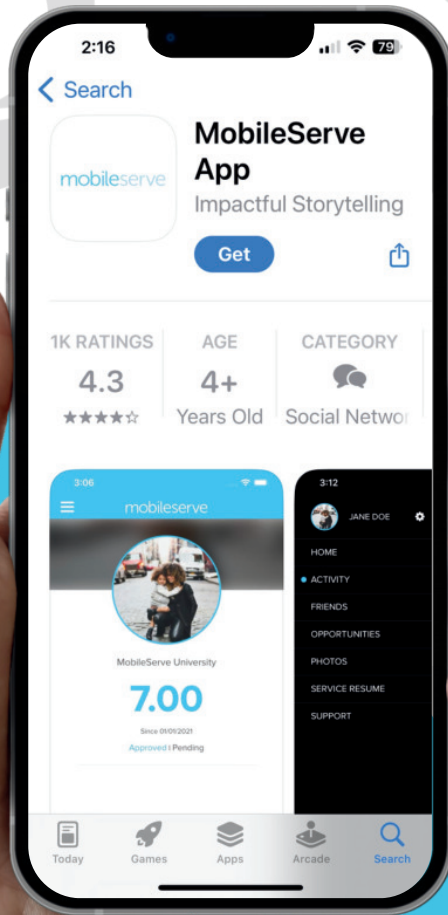 2:16
79
Search
mobileserve
MobileServe
App
Impactful Storytelling
Get
1K RATINGS
AGE
CATEGORY
4.3
4+
Years Old
Social Networ
3:06
mobileserve
MobileServe University
7.00
Since 01/01/2021
Approved | Pending
3:12
JANE DOE
HOME
ACTIVITY
FRIENDS
OPPORTUNITIES
PHOTOS
SERVICE RESUME
SUPPORT
Today
Games
Apps
Arcade
Search